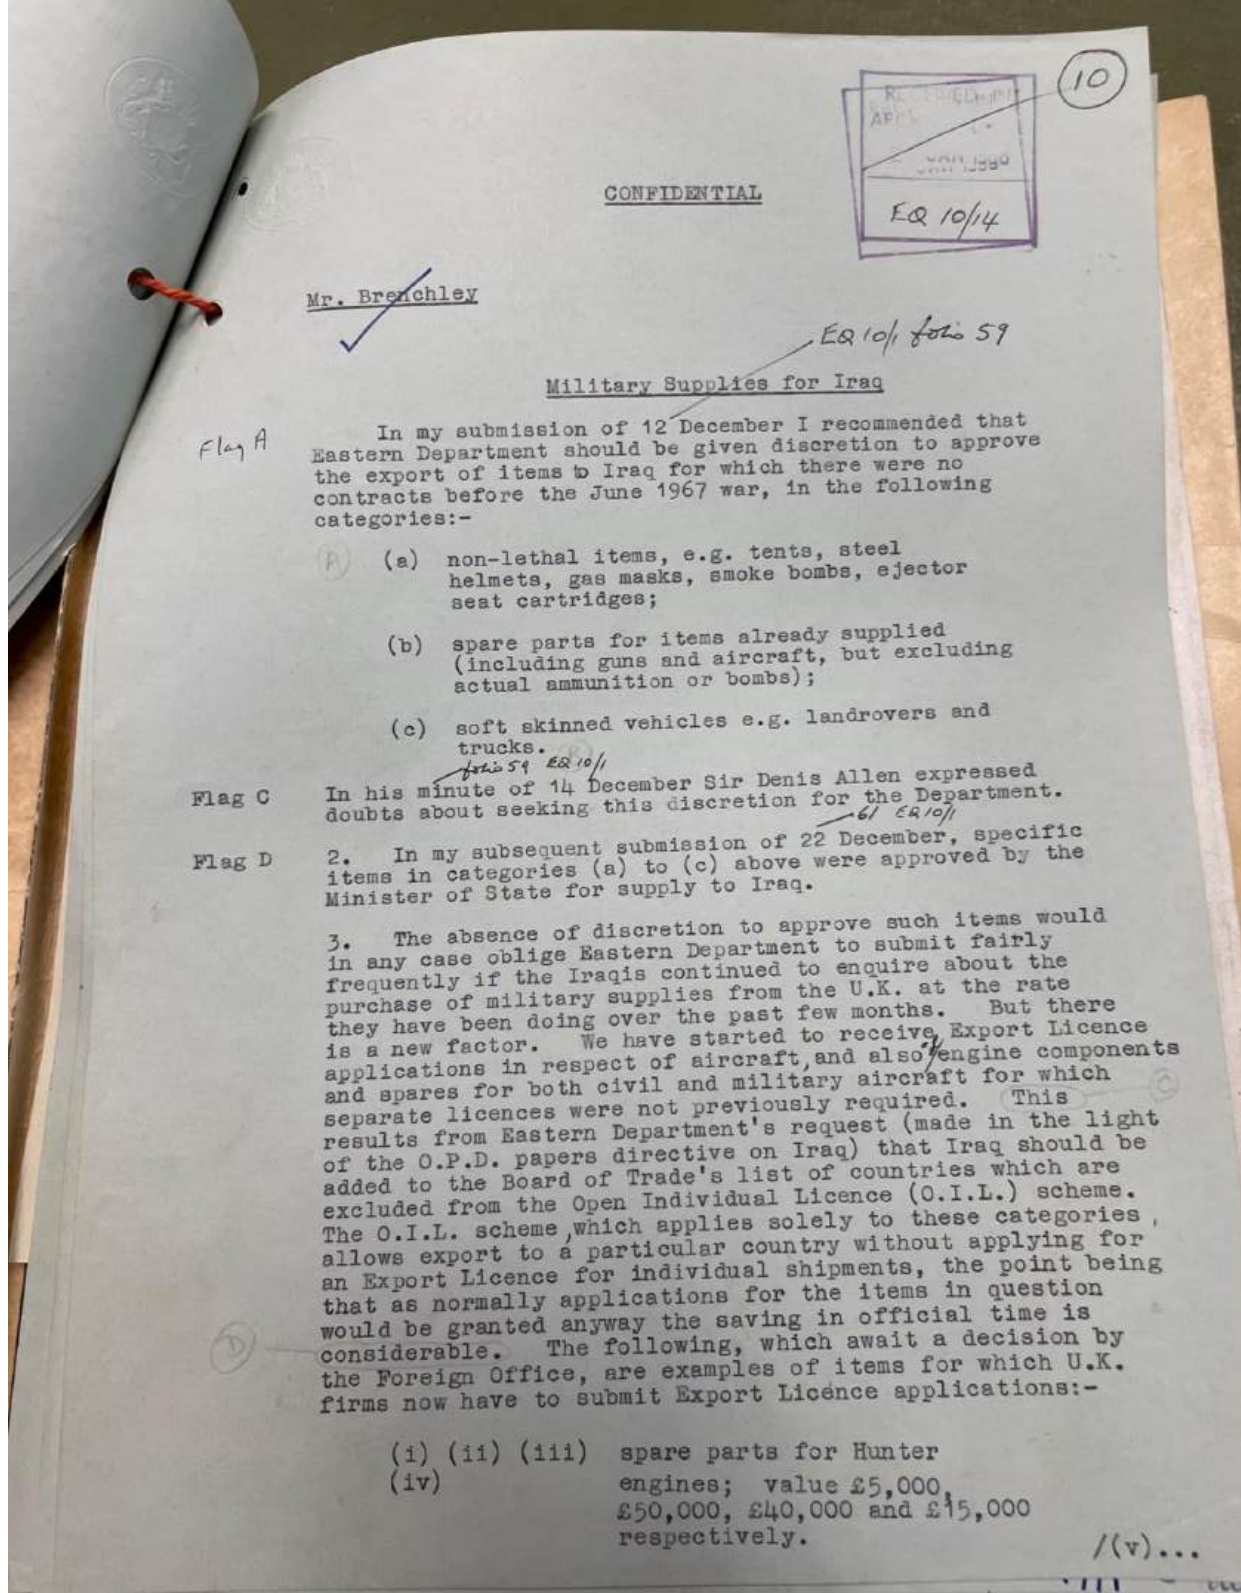 10
CONFIDENTIAL
EQ 10/14
Mr. Brenchley
EQ 10/1 folio 59
Military Supplies for Iraq
Flag A
In my submission of 12 December I recommended that
Eastern Department should be given discretion to approve
the export of items to Iraq for which there were no
contracts before the June 1967 war, in the following
categories:-
A
(a) non-lethal items, e.g. tents, steel
helmets, gas masks, smoke bombs, ejector
seat cartridges;
(b) spare parts for items already supplied
(including guns and aircraft, but excluding
actual ammunition or bombs);
(c) soft skinned vehicles e.g. landrovers and
trucks.
B
folio 59 EQ 10/1
Flag C
In his minute of 14 December Sir Denis Allen expressed
doubts about seeking this discretion for the Department.
61 EQ10/1
Flag D
2. In my subsequent submission of 22 December, specific
items in categories (a) to (c) above were approved by the
Minister of State for supply to Iraq.
3. The absence of discretion to approve such items would
in any case oblige Eastern Department to submit fairly
frequently if the Iraqis continued to enquire about the
purchase of military supplies from the U.K. at the rate
they have been doing over the past few months. But there
is a new factor. We have started to receive Export Licence
applications in respect of aircraft, and also engine components
and spares for both civil and military aircraft for which
separate licences were not previously required. This
C
results from Eastern Department's request (made in the light
of the O.P.D. papers directive on Iraq) that Iraq should be
added to the Board of Trade's list of countries which are
excluded from the Open Individual Licence (O.I.L.) scheme.
The O.I.L. scheme, which applies solely to these categories,
allows export to a particular country without applying for
an Export Licence for individual shipments, the point being
that as normally applications for the items in question
would be granted anyway the saving in official time is
D
considerable. The following, which await a decision by
the Foreign Office, are examples of items for which U.K.
firms now have to submit Export Licence applications:-
(i) (ii) (iii) spare parts for Hunter
(iv) engines; value £5,000,
£50,000, £40,000 and £15,000
respectively.
/(v)...